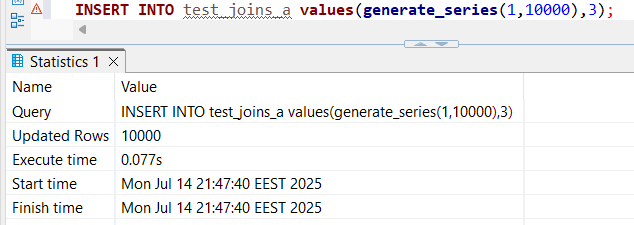 INSERT INTO test_joins_a values(generate_series(1,10000),3);
Statistics 1
Name Value
Query INSERT INTO test_joins_a values(generate_series(1,10000),3)
Updated Rows 10000
Execute time 0.077s
Start time Mon Jul 14 21:47:40 EEST 2025
Finish time Mon Jul 14 21:47:40 EEST 2025